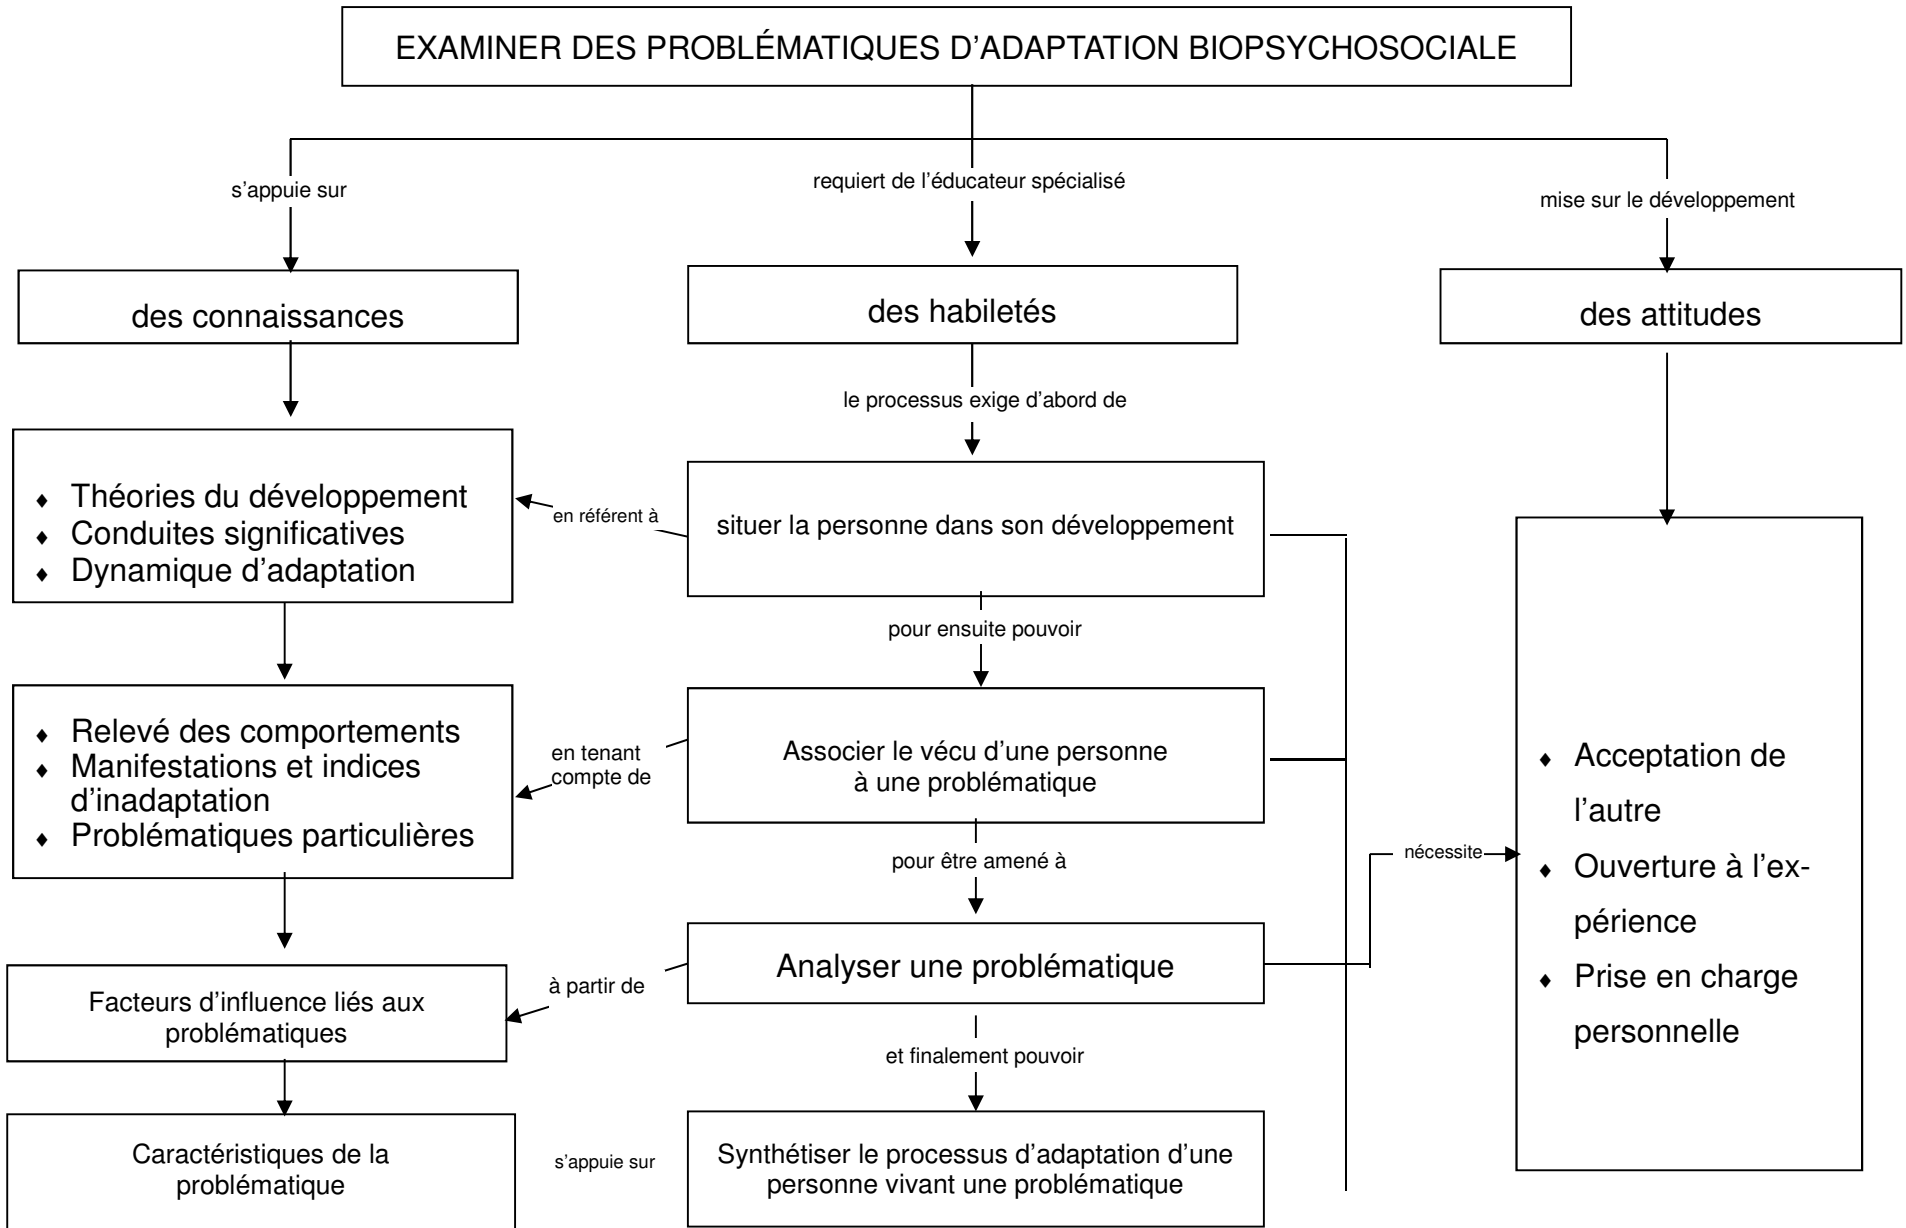 EXAMINER DES PROBLÉMATIQUES D’ADAPTATION BIOPSYCHOSOCIALE
s’appuie sur
requiert de l’éducateur spécialisé
mise sur le développement
des connaissances
des habiletés
des attitudes
le processus exige d’abord de
♦ Théories du développement
♦ Conduites significatives
♦ Dynamique d’adaptation
en référent à
situer la personne dans son développement
pour ensuite pouvoir
♦ Relevé des comportements
♦ Manifestations et indices
d’inadaptation
♦ Problématiques particulières
en tenant
compte de
Associer le vécu d’une personne
à une problématique
pour être amené à
nécessite
♦ Acceptation de
l’autre
♦ Ouverture à l’ex-
périence
♦ Prise en charge
personnelle
Facteurs d’influence liés aux
problématiques
à partir de
Analyser une problématique
et finalement pouvoir
Caractéristiques de la
problématique
s’appuie sur
Synthétiser le processus d’adaptation d’une
personne vivant une problématique